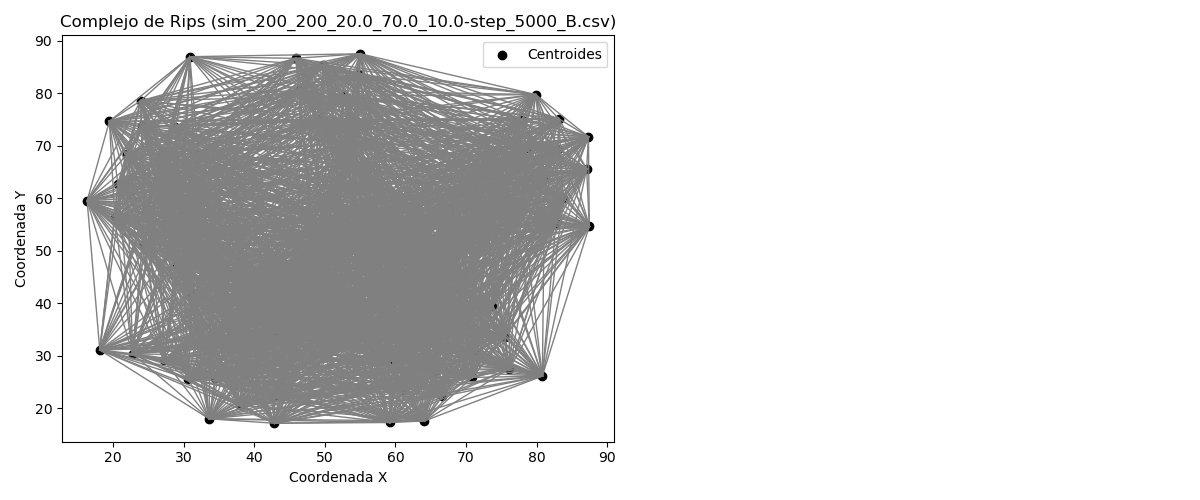 Complejo de Rips (sim_200_200_20.0_70.0_10.0-step_5000_B.csv)
Centroides
90
80
70
60
50
40
30
20
Coordenada Y
20 30 40 50 60 70 80 90
Coordenada X